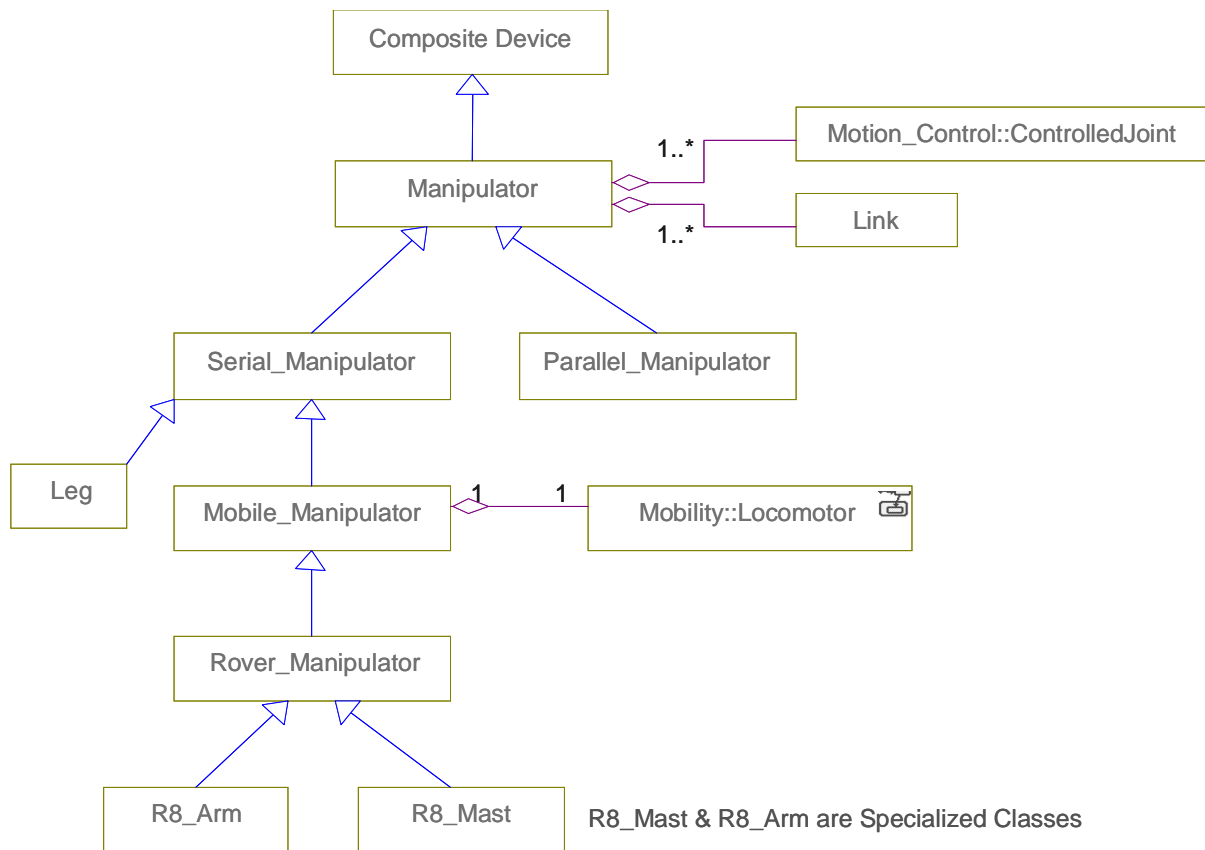 Composite Device
Motion_Control::ControlledJoint
1..*
Manipulator
Link
1..*
Serial_Manipulator
Parallel_Manipulator
Leg
Mobile_Manipulator
1
1
Mobility::Locomotor
Rover_Manipulator
R8_Arm
R8_Mast
R8_Mast & R8_Arm are Specialized Classes